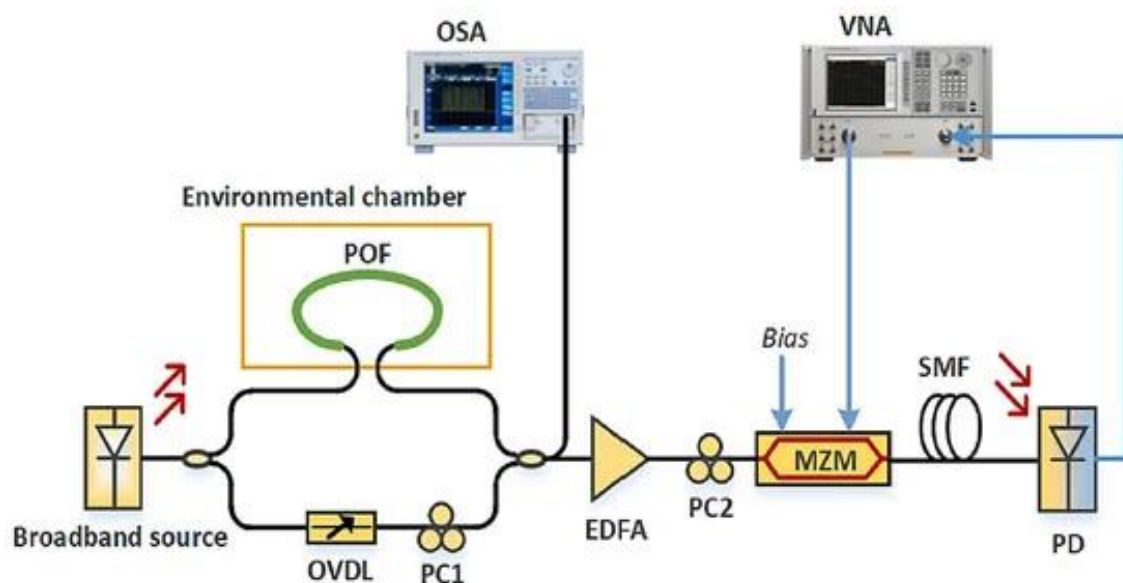 OSA
VNA
Environmental chamber
POF
Bias
SMF
MZM
PC2
EDFA
Broadband source
OVDL
PC1
PD